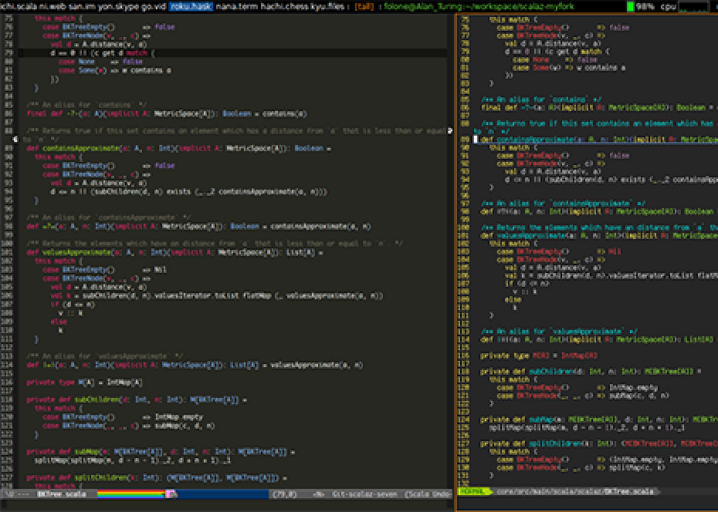 chi.scala ni.web san.im yon.skype go.vid roku.hask nana.term hachi.chess kyu.files : [tall] : folone@Alan_Turing:~/workspace/scalaz-myfork 98% cpu
75 this match {
76 case BKTreeEmpty() => false
77 case BKTreeNode(v, _, c) =>
78 val d = A.distance(v, a)
79 d == 0 || (c get d match {
80 case None => false
81 case Some(w) => w contains a
82 })
83 }
84
85 /** An alias for `contains` */
86 final def -?-(a: A)(implicit A: MetricSpace[A]): Boolean = contains(a)
87
88 /** Returns true if this set contains an element which has a distance from `a` that is less than or equal
to `n`. */
89 def containsApproximate(a: A, n: Int)(implicit A: MetricSpace[A]): Boolean =
90 this match {
91 case BKTreeEmpty() => false
92 case BKTreeNode(v, _, c) =>
93 val d = A.distance(v, a)
94 d <= n || (subChildren(d, n) exists (_._2 containsApproximate(a, n)))
95 }
96
97 /** An alias for `containsApproximate` */
98 def =?=(a: A, n: Int)(implicit A: MetricSpace[A]): Boolean = containsApproximate(a, n)
99
100 /** Returns the elements which have an distance from `a` that is less than or equal to `n`. */
101 def valuesApproximate(a: A, n: Int)(implicit A: MetricSpace[A]): List[A] =
102 this match {
103 case BKTreeEmpty() => Nil
104 case BKTreeNode(v, _, c) =>
105 val d = A.distance(v, a)
106 val k = subChildren(d, n).valuesIterator.toList flatMap (_ valuesApproximate(a, n))
107 if (d <= n)
108 v :: k
109 else
110 k
111 }
112
113 /** An alias for `valuesApproximate` */
114 def |=|(a: A, n: Int)(implicit A: MetricSpace[A]): List[A] = valuesApproximate(a, n)
115
116 private type M[A] = IntMap[A]
117
118 private def subChildren(d: Int, n: Int): M[BKTree[A]] =
119 this match {
120 case BKTreeEmpty() => IntMap.empty
121 case BKTreeNode(_, _, c) => subMap(c, d, n)
122 }
123
124 private def subMap(m: M[BKTree[A]], d: Int, n: Int): M[BKTree[A]] =
125 splitMap(splitMap(m, d - n - 1)._2, d + n + 1)._1
126
127 private def splitChildren(k: Int): (M[BKTree[A]], M[BKTree[A]]) =
128 this match {
BKTree.scala (79,0) <N> Git-scalaz-seven (Scala Undo
75 this match {
76 case BKTreeEmpty() => false
77 case BKTreeNode(v, _, c) =>
78 val d = A.distance(v, a)
79 d == 0 || (c get d match {
80 case None => false
81 case Some(w) => w contains a
82 })
83 }
84
85 /** An alias for `contains` */
86 final def -?-(a: A)(implicit A: MetricSpace[A]): Boolean =
87
88 /** Returns true if this set contains an element which has
to `n`. */
89 def containsApproximate(a: A, n: Int)(implicit A: MetricSpa
90 this match {
91 case BKTreeEmpty() => false
92 case BKTreeNode(v, _, c) =>
93 val d = A.distance(v, a)
94 d <= n || (subChildren(d, n) exists (_._2 containsApp
95 }
96
97 /** An alias for `containsApproximate` */
98 def =?=(a: A, n: Int)(implicit A: MetricSpace[A]): Boolean
99
100 /** Returns the elements which have an distance from `a` th
101 def valuesApproximate(a: A, n: Int)(implicit A: MetricSpace
102 this match {
103 case BKTreeEmpty() => Nil
104 case BKTreeNode(v, _, c) =>
105 val d = A.distance(v, a)
106 val k = subChildren(d, n).valuesIterator.toList flatM
107 if (d <= n)
108 v :: k
109 else
110 k
111 }
112
113 /** An alias for `valuesApproximate` */
114 def |=|(a: A, n: Int)(implicit A: MetricSpace[A]): List[A]
115
116 private type M[A] = IntMap[A]
117
118 private def subChildren(d: Int, n: Int): M[BKTree[A]] =
119 this match {
120 case BKTreeEmpty() => IntMap.empty
121 case BKTreeNode(_, _, c) => subMap(c, d, n)
122 }
123
124 private def subMap(m: M[BKTree[A]], d: Int, n: Int): M[BKTr
125 splitMap(splitMap(m, d - n - 1)._2, d + n + 1)._1
126
127 private def splitChildren(k: Int): (M[BKTree[A]], M[BKTree[
128 this match {
129 case BKTreeEmpty() => (IntMap.empty, IntMap.emp
130 case BKTreeNode(_, _, c) => splitMap(c, k)
131 }
132
NORMAL core/src/main/scala/scalaz/BKTree.scala